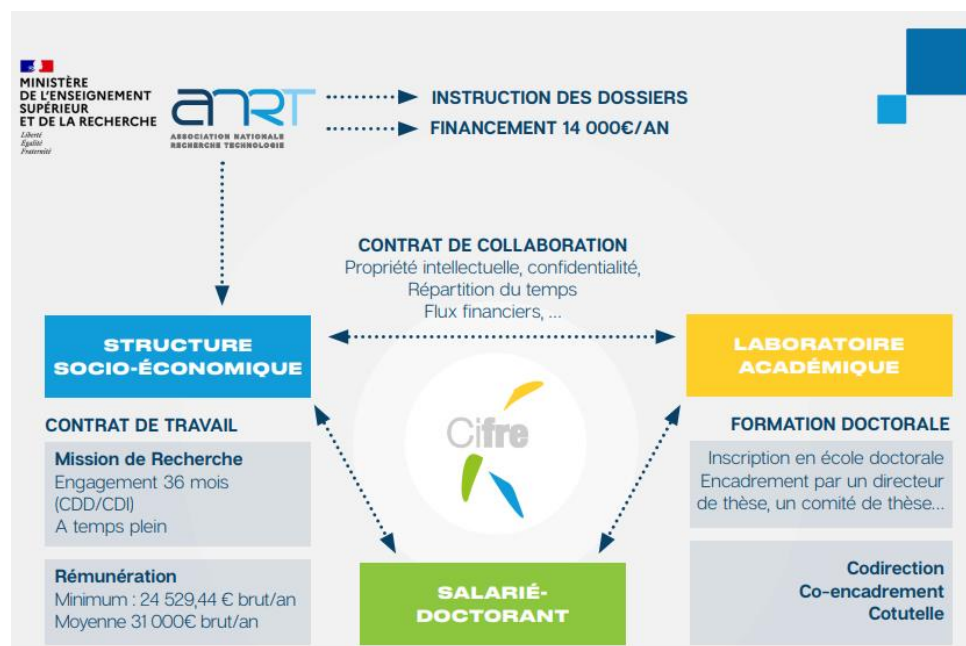 MINISTÈRE
DE L'ENSEIGNEMENT
SUPÉRIEUR
ET DE LA RECHERCHE
Liberté
Égalité
Fraternité
anrt
ASSOCIATION NATIONALE
RECHERCHE TECHNOLOGIE
INSTRUCTION DES DOSSIERS
FINANCEMENT 14 000€/AN
CONTRAT DE COLLABORATION
Propriété intellectuelle, confidentialité,
Répartition du temps
Flux financiers, ...
STRUCTURE
SOCIO-ÉCONOMIQUE
LABORATOIRE
ACADÉMIQUE
Cifre
CONTRAT DE TRAVAIL
Mission de Recherche
Engagement 36 mois
(CDD/CDI)
A temps plein
Rémunération
Minimum : 24 529,44 € brut/an
Moyenne 31 000€ brut/an
SALARIÉ-
DOCTORANT
FORMATION DOCTORALE
Inscription en école doctorale
Encadrement par un directeur
de thèse, un comité de thèse...
Codirection
Co-encadrement
Cotutelle